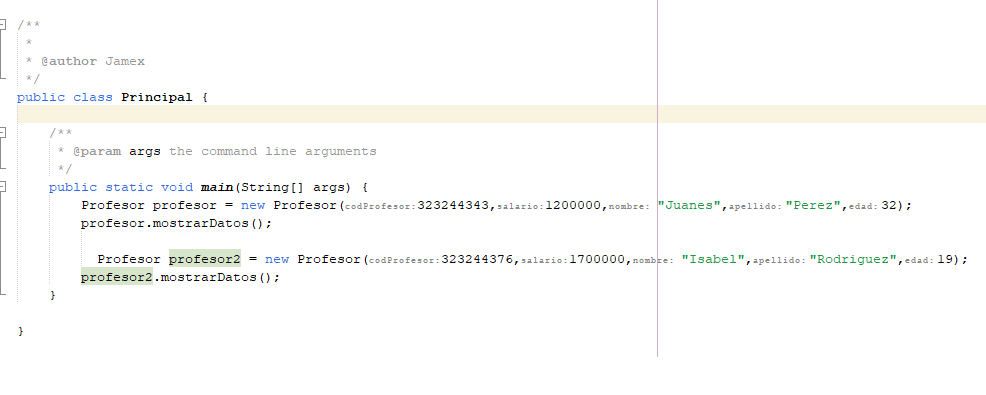 /**
 *
 * @author Jamex
 */
public class Principal {
/**
 * @param args the command line arguments
 */
public static void main(String[] args) {
Profesor profesor = new Profesor(codProfesor: 323244343,salario: 1200000,nombre: "Juanes",apellido: "Perez",edad: 32);
profesor.mostrarDatos();
Profesor profesor2 = new Profesor(codProfesor: 323244376,salario: 1700000,nombre: "Isabel",apellido: "Rodriguez",edad: 19);
profesor2.mostrarDatos();
}
}